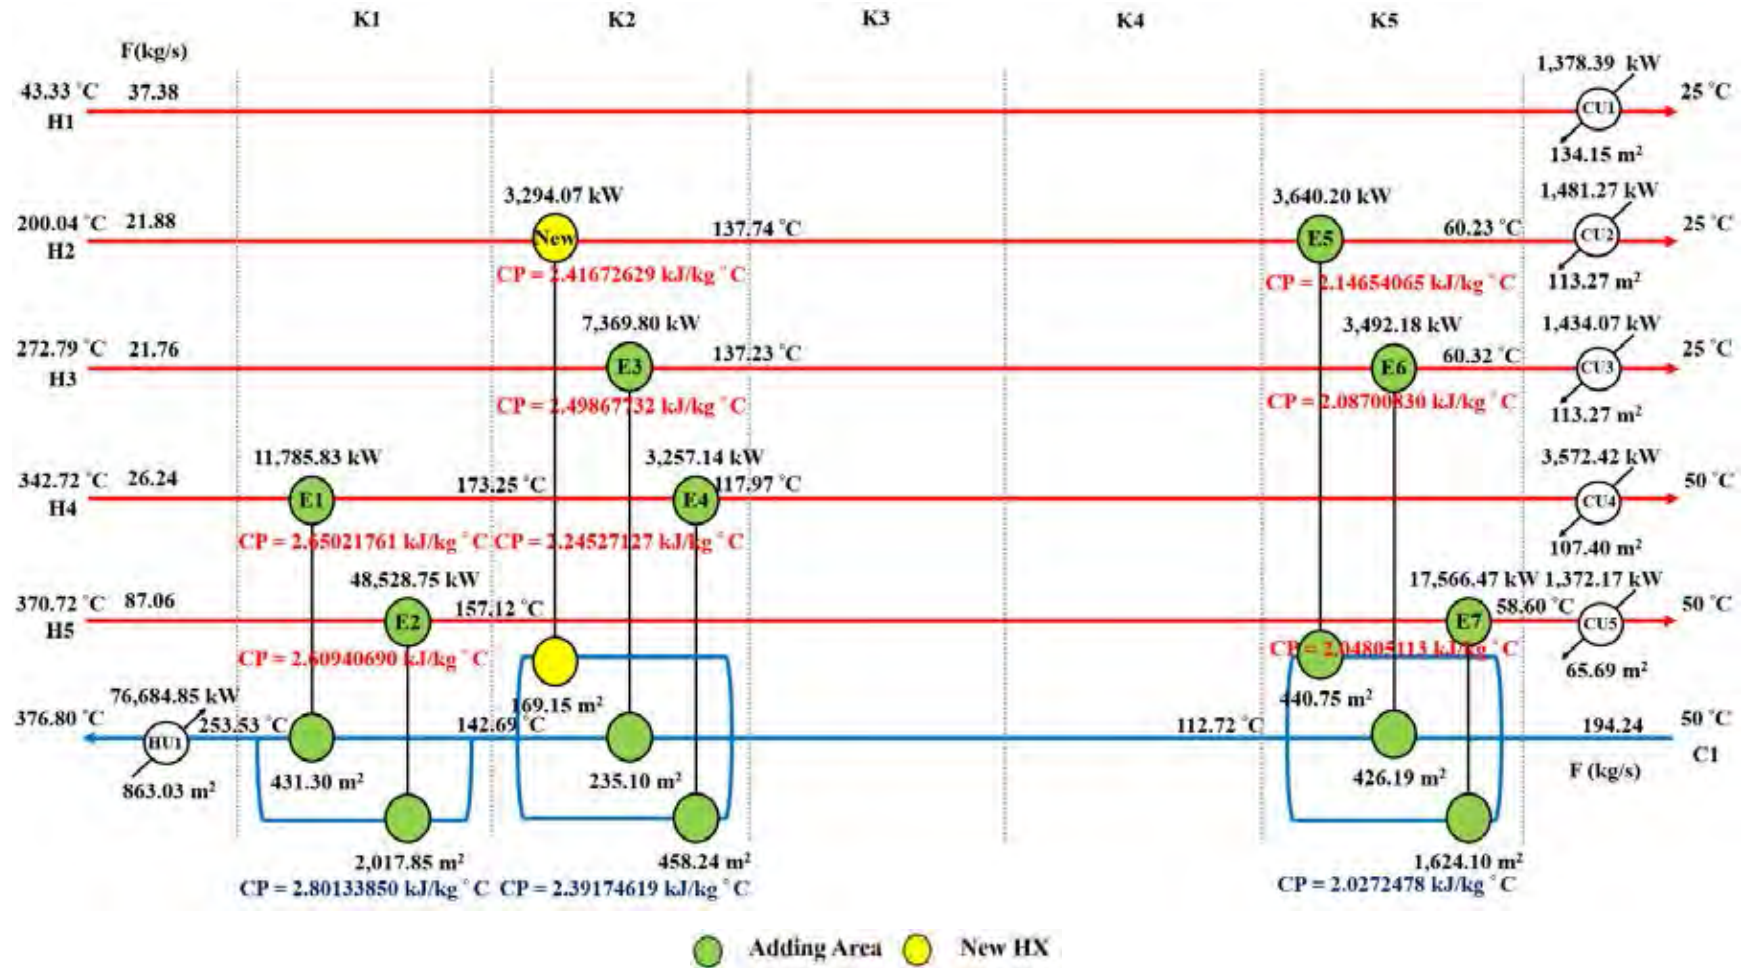 K1 K2 K3 K4 K5
F(kg/s)
43.33 °C 37.38
H1
1,378.39 kW
CU1
25 °C
134.15 m²
200.04 °C 21.88
H2
3,294.07 kW
New
137.74 °C
CP = 2.41672629 kJ/kg °C
3,640.20 kW
E5
60.23 °C
CP = 2.14654065 kJ/kg °C
1,481.27 kW
CU2
25 °C
113.27 m²
272.79 °C 21.76
H3
7,369.80 kW
E3
137.23 °C
CP = 2.49867732 kJ/kg °C
3,492.18 kW
E6
60.32 °C
CP = 2.08700830 kJ/kg °C
1,434.07 kW
CU3
25 °C
113.27 m²
342.72 °C 26.24
H4
11,785.83 kW
E1
173.25 °C
CP = 2.65021761 kJ/kg °C
3,257.14 kW
E4
117.97 °C
CP = 2.24527127 kJ/kg °C
3,572.42 kW
CU4
50 °C
107.40 m²
370.72 °C 87.06
H5
48,528.75 kW
E2
157.12 °C
CP = 2.60940690 kJ/kg °C
17,566.47 kW
E7
58.60 °C
CP = 2.04805113 kJ/kg °C
1,372.17 kW
CU5
50 °C
65.69 m²
376.80 °C
76,684.85 kW
HU1
863.03 m²
253.53 °C
431.30 m²
2,017.85 m²
CP = 2.80133850 kJ/kg °C
142.69 °C
169.15 m²
235.10 m²
458.24 m²
CP = 2.39174619 kJ/kg °C
112.72 °C
440.75 m²
426.19 m²
1,624.10 m²
CP = 2.0272478 kJ/kg °C
194.24
F (kg/s)
50 °C
C1
Adding Area New HX